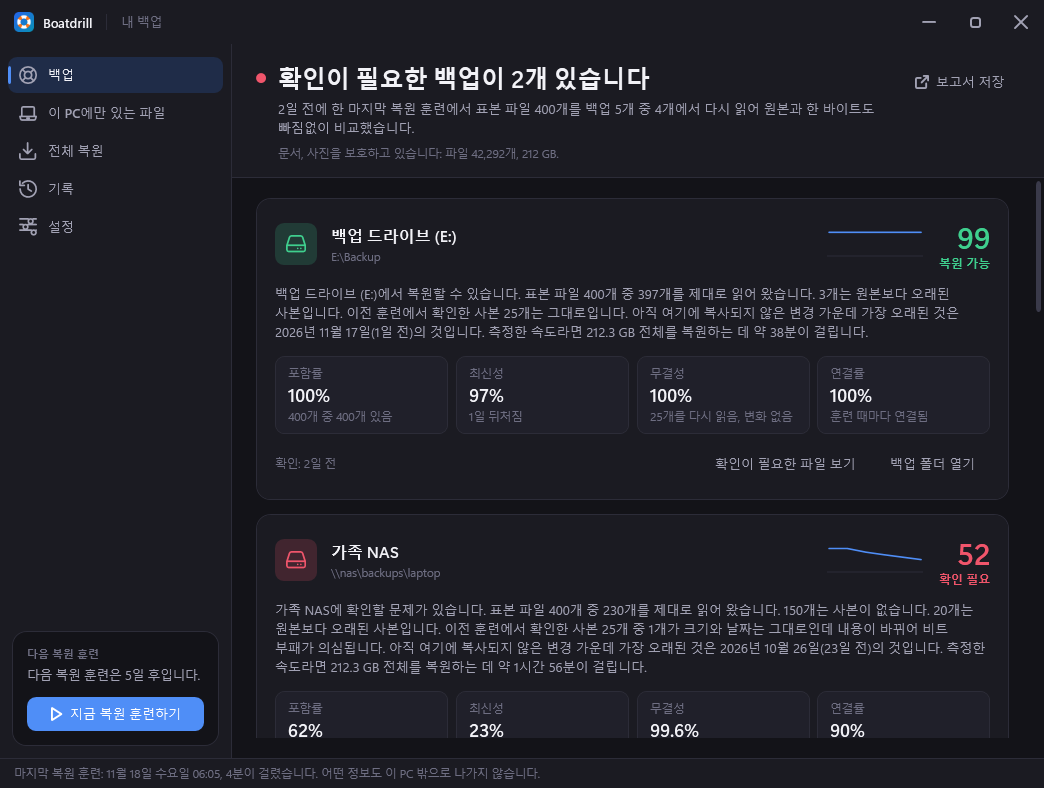 Boatdrill
내 백업
백업
이 PC에만 있는 파일
전체 복원
기록
설정
확인이 필요한 백업이 2개 있습니다
보고서 저장
2일 전에 한 마지막 복원 훈련에서 표본 파일 400개를 백업 5개 중 4개에서 다시 읽어 원본과 한 바이트도
빠짐없이 비교했습니다.
문서, 사진을 보호하고 있습니다: 파일 42,292개, 212 GB.
백업 드라이브 (E:)
E:\Backup
99
복원 가능
백업 드라이브 (E:)에서 복원할 수 있습니다. 표본 파일 400개 중 397개를 제대로 읽어 왔습니다. 3개는 원본보다 오래된
사본입니다. 이전 훈련에서 확인한 사본 25개는 그대로입니다. 아직 여기에 복사되지 않은 변경 가운데 가장 오래된 것은
2026년 11월 17일(1일 전)의 것입니다. 측정한 속도라면 212.3 GB 전체를 복원하는 데 약 38분이 걸립니다.
포함률
100%
400개 중 400개 있음
최신성
97%
1일 뒤처짐
무결성
100%
25개를 다시 읽음, 변화 없음
연결률
100%
훈련 때마다 연결됨
확인: 2일 전
확인이 필요한 파일 보기
백업 폴더 열기
가족 NAS
\\nas\backups\laptop
52
확인 필요
가족 NAS에 확인할 문제가 있습니다. 표본 파일 400개 중 230개를 제대로 읽어 왔습니다. 150개는 사본이 없습니다. 20개는
원본보다 오래된 사본입니다. 이전 훈련에서 확인한 사본 25개 중 1개가 크기와 날짜는 그대로인데 내용이 바뀌어 비트
부패가 의심됩니다. 아직 여기에 복사되지 않은 변경 가운데 가장 오래된 것은 2026년 10월 26일(23일 전)의 것입니다. 측정한
속도라면 212.3 GB 전체를 복원하는 데 약 1시간 56분이 걸립니다.
포함률
62%
최신성
23%
무결성
99.6%
연결률
90%
다음 복원 훈련
다음 복원 훈련은 5일 후입니다.
지금 복원 훈련하기
마지막 복원 훈련: 11월 18일 수요일 06:05, 4분이 걸렸습니다. 어떤 정보도 이 PC 밖으로 나가지 않습니다.